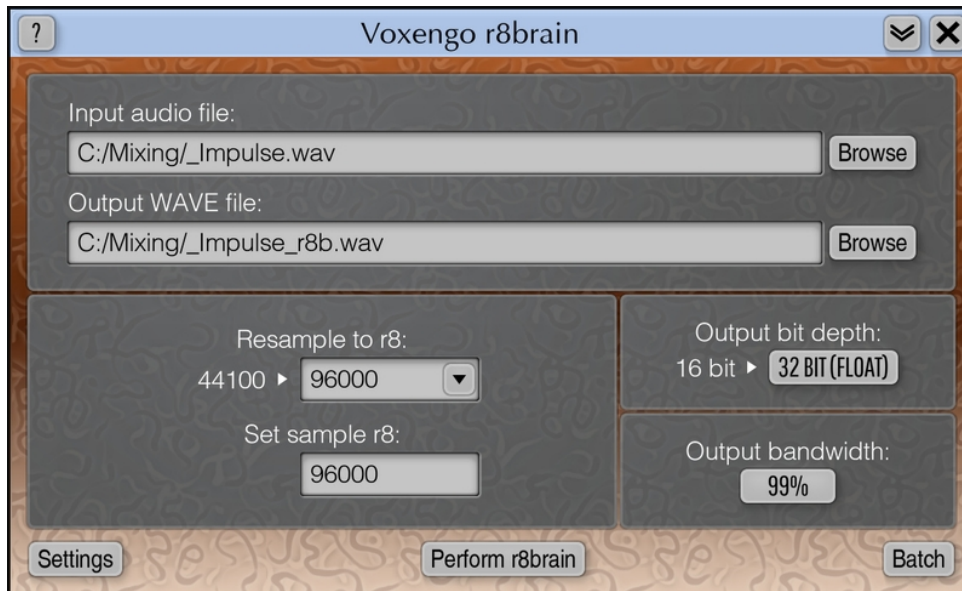 ?
Voxengo r8brain
Input audio file:
C:/Mixing/_Impulse.wav
Browse
Output WAVE file:
C:/Mixing/_Impulse_r8b.wav
Browse
Resample to r8:
44100 ▸ 96000
Set sample r8:
96000
Output bit depth:
16 bit ▸ 32 BIT (FLOAT)
Output bandwidth:
99%
Settings
Perform r8brain
Batch